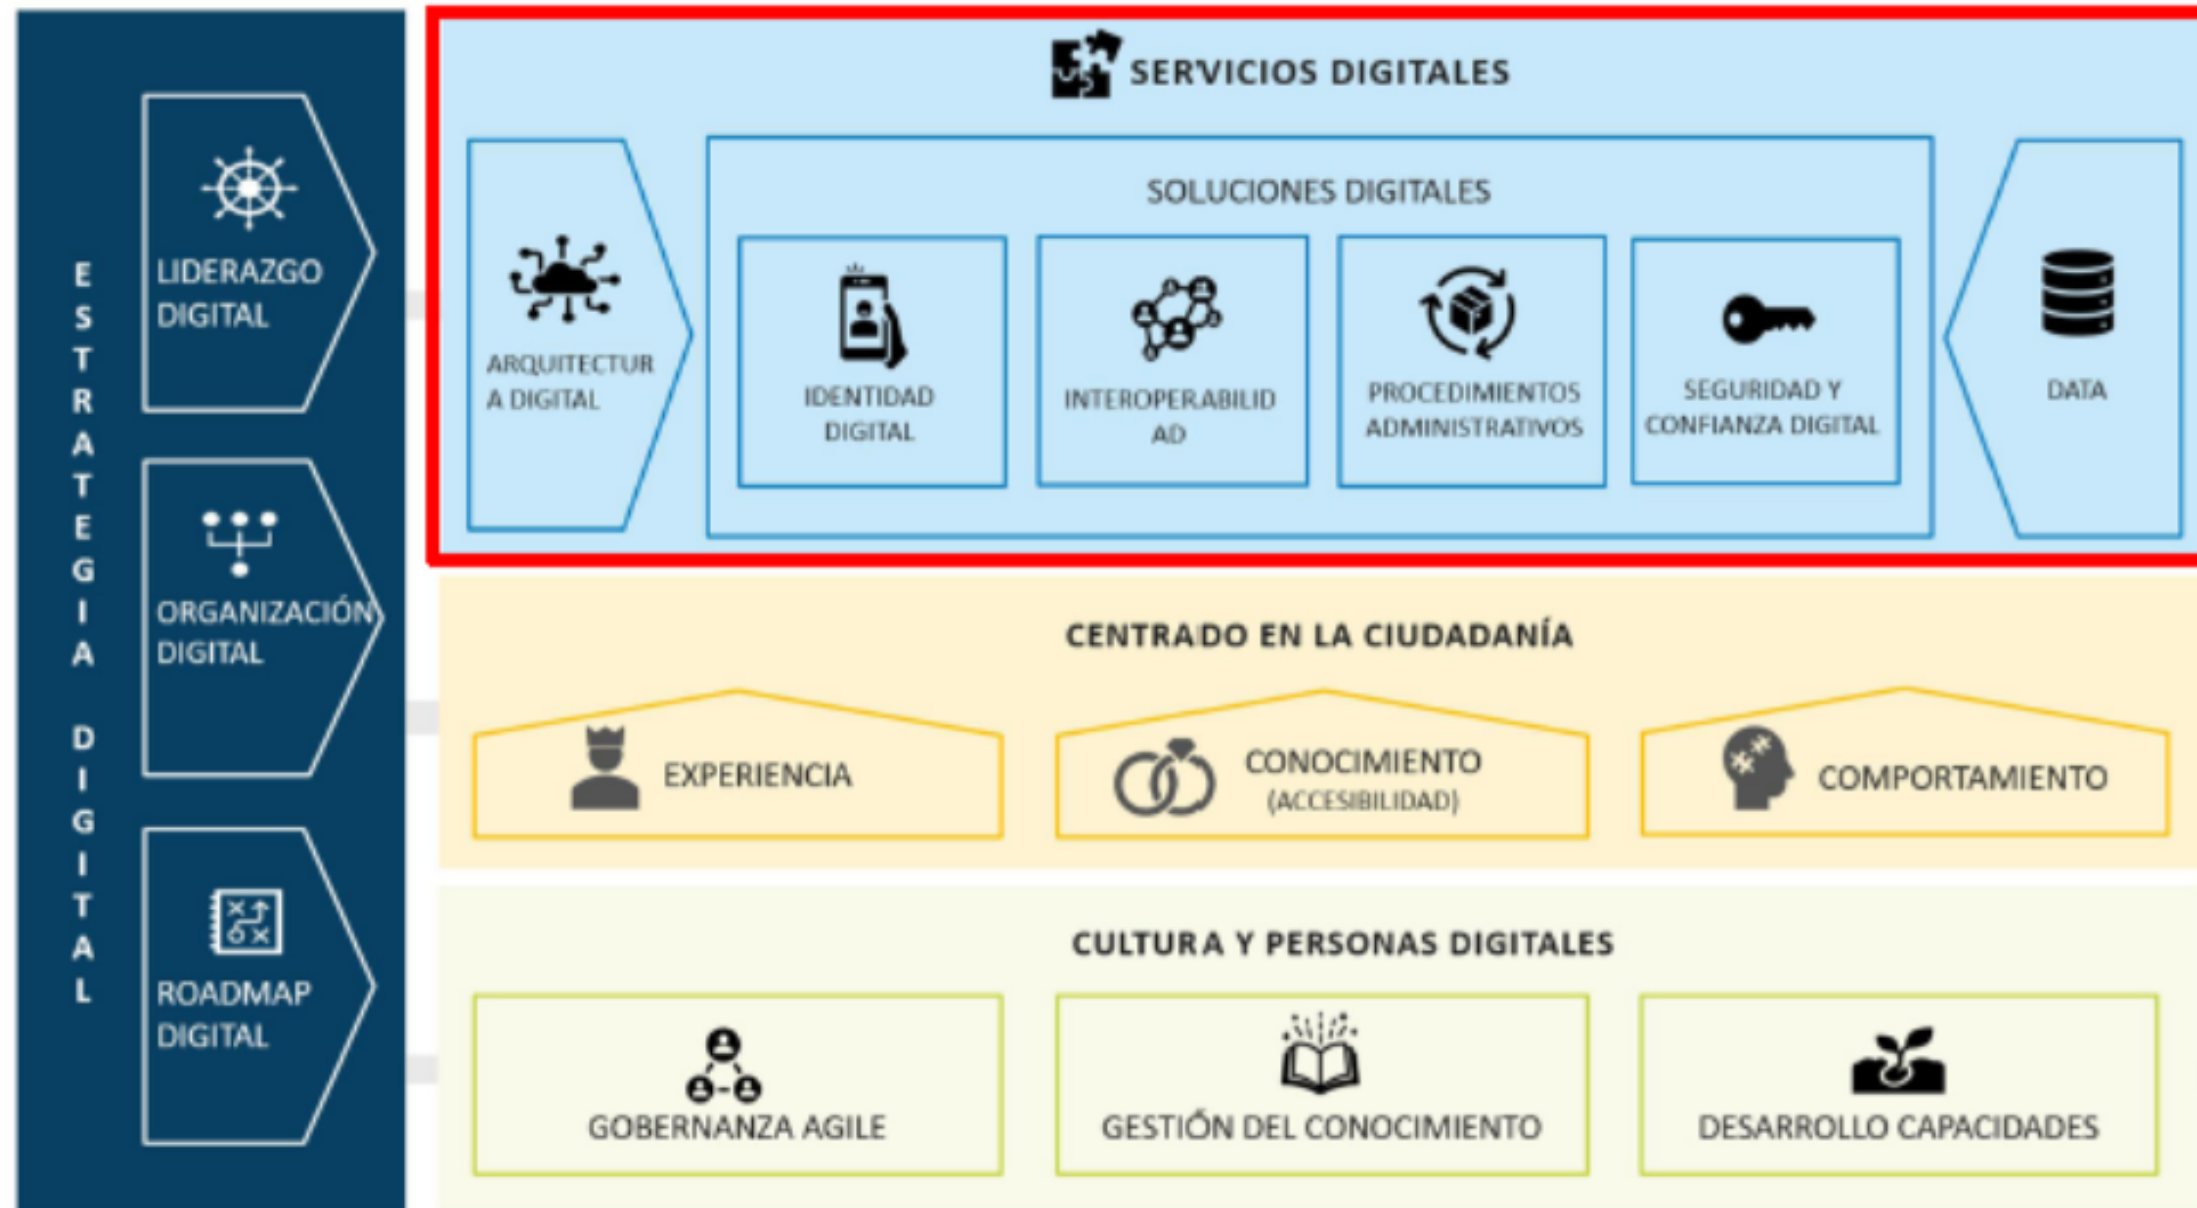 ESTRATEGIA DIGITAL
LIDERAZGO
DIGITAL
ORGANIZACIÓN
DIGITAL
ROADMAP
DIGITAL
SERVICIOS DIGITALES
ARQUITECTUR
A DIGITAL
SOLUCIONES DIGITALES
IDENTIDAD
DIGITAL
INTEROPERABILID
AD
PROCEDIMIENTOS
ADMINISTRATIVOS
SEGURIDAD Y
CONFIANZA DIGITAL
DATA
CENTRADO EN LA CIUDADANÍA
EXPERIENCIA
CONOCIMIENTO
(ACCESIBILIDAD)
COMPORTAMIENTO
CULTURA Y PERSONAS DIGITALES
GOBERNANZA AGILE
GESTIÓN DEL CONOCIMIENTO
DESARROLLO CAPACIDADES